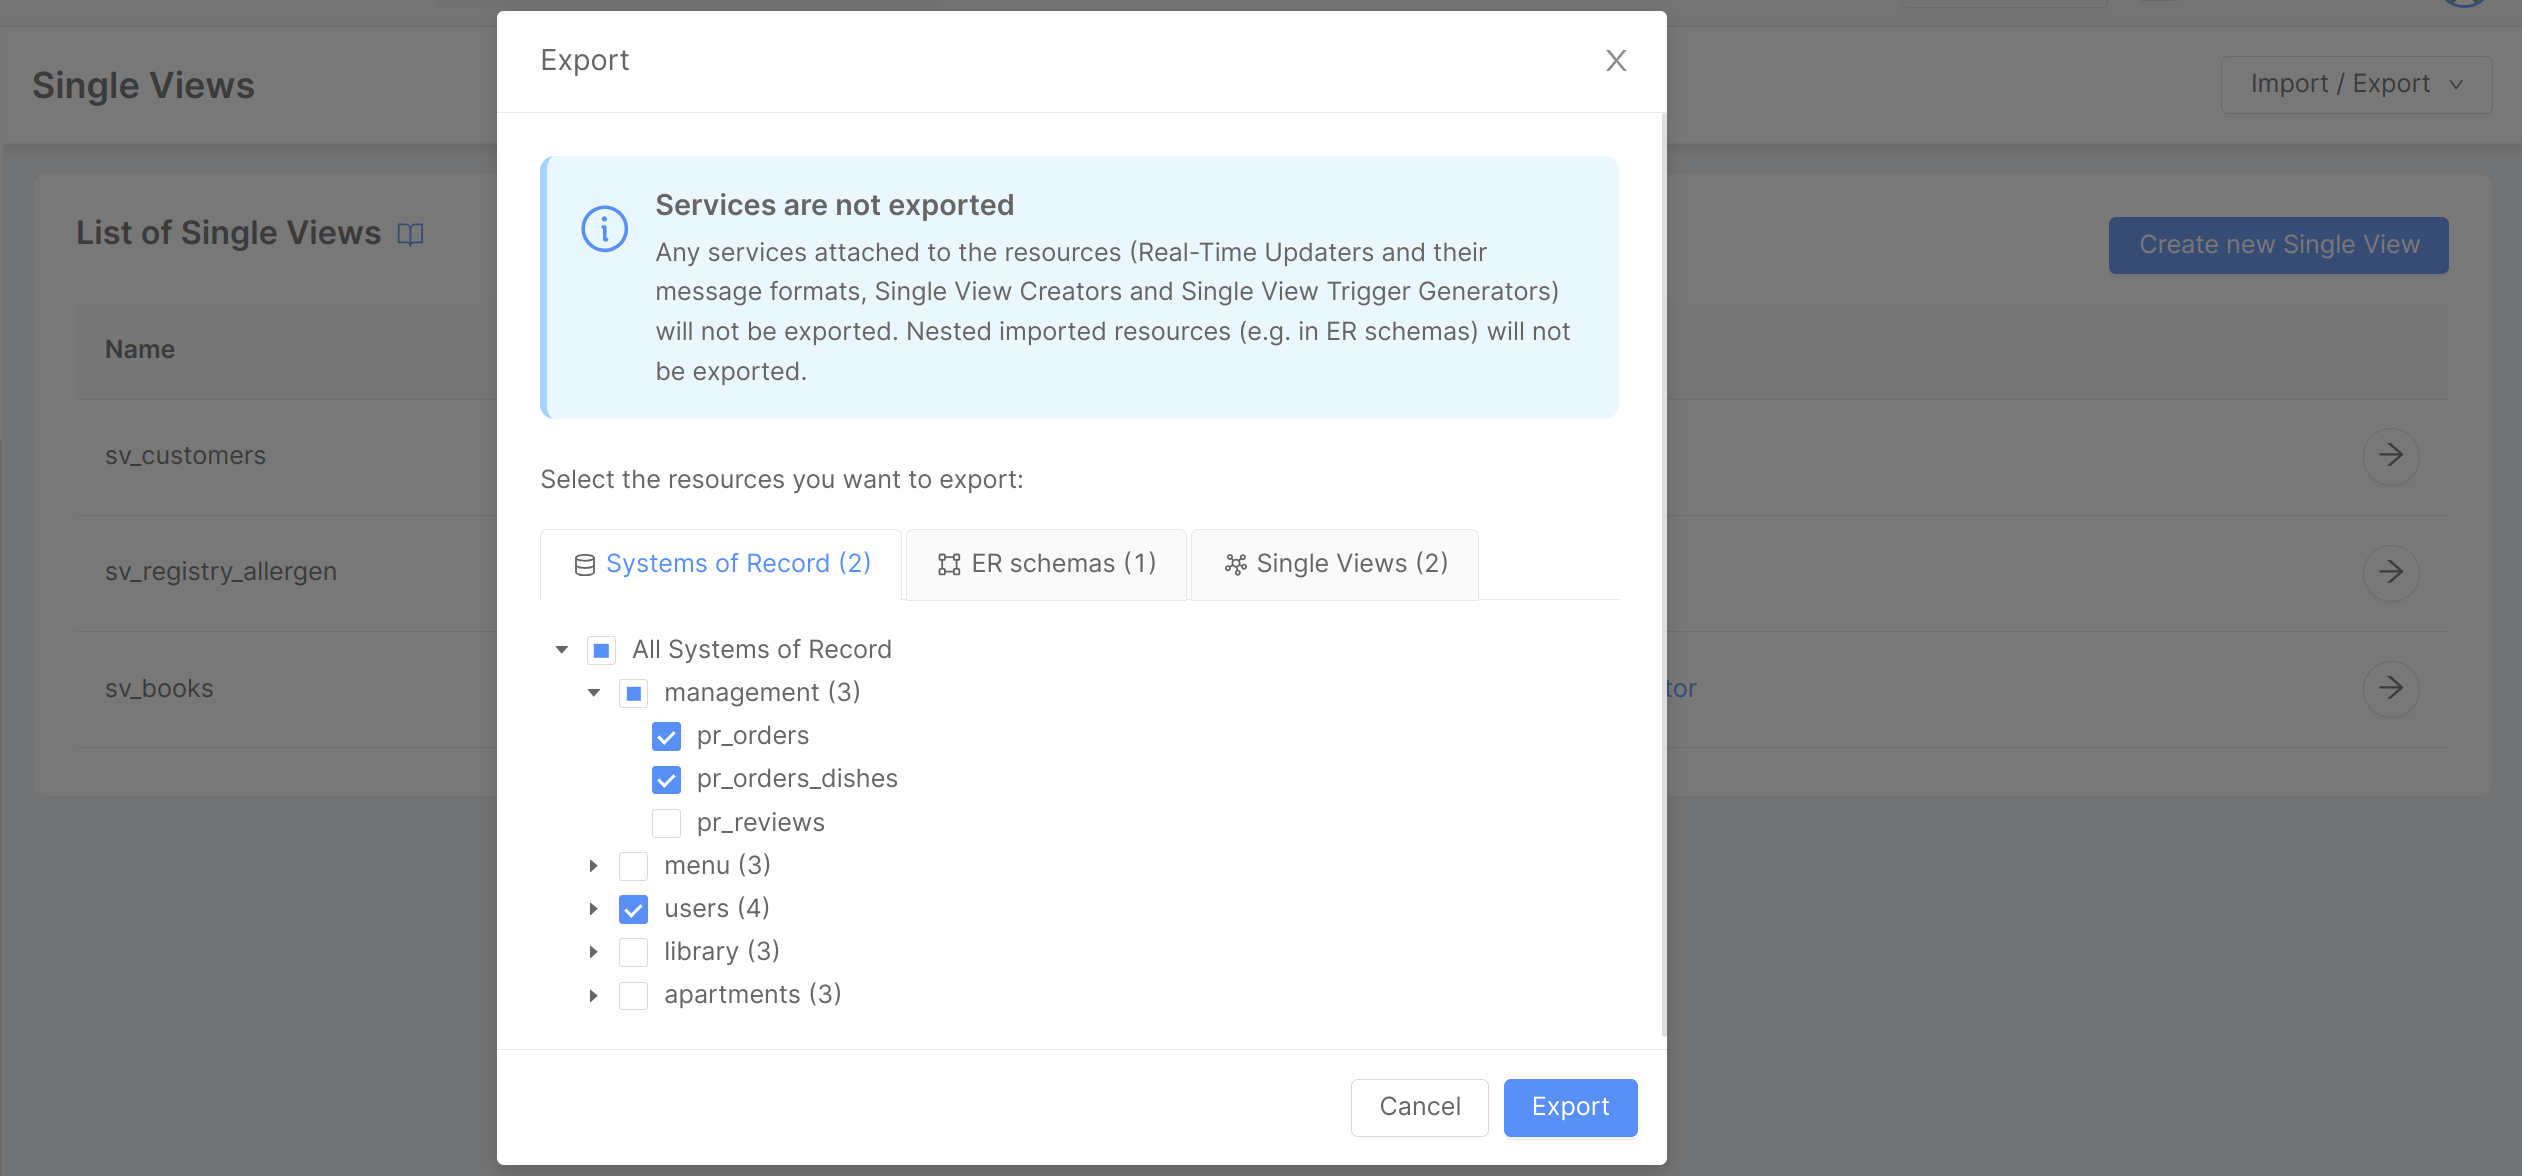 Single Views
Import / Export
List of Single Views
Create new Single View
Name
sv_customers
sv_registry_allergen
sv_books
tor
Export
Services are not exported
Any services attached to the resources (Real-Time Updaters and their
message formats, Single View Creators and Single View Trigger Generators)
will not be exported. Nested imported resources (e.g. in ER schemas) will not
be exported.
Select the resources you want to export:
Systems of Record (2)
ER schemas (1)
Single Views (2)
All Systems of Record
management (3)
pr_orders
pr_orders_dishes
pr_reviews
menu (3)
users (4)
library (3)
apartments (3)
Cancel
Export